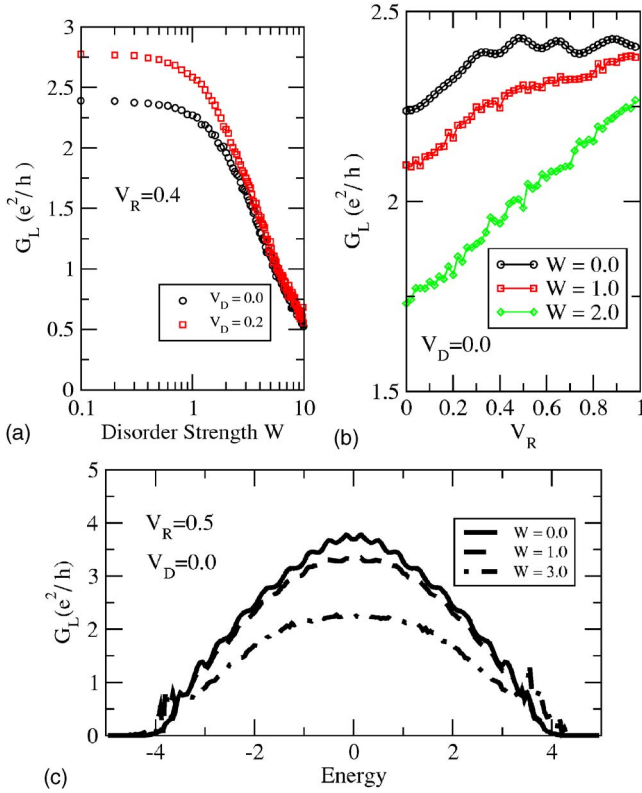 3
2.5
2
1.5
1
0.5
0
G_L (e²/h)
V_R=0.4
V_D=0.0
V_D=0.2
0.1 1 10
Disorder Strength W
(a)
2.5
2
1.5
G_L (e²/h)
W = 0.0
W = 1.0
W = 2.0
V_D=0.0
0 0.2 0.4 0.6 0.8 1
V_R
(b)
5
4
3
2
1
0
G_L (e²/h)
V_R=0.5
V_D=0.0
W = 0.0
W = 1.0
W = 3.0
-4 -2 0 2 4
Energy
(c)